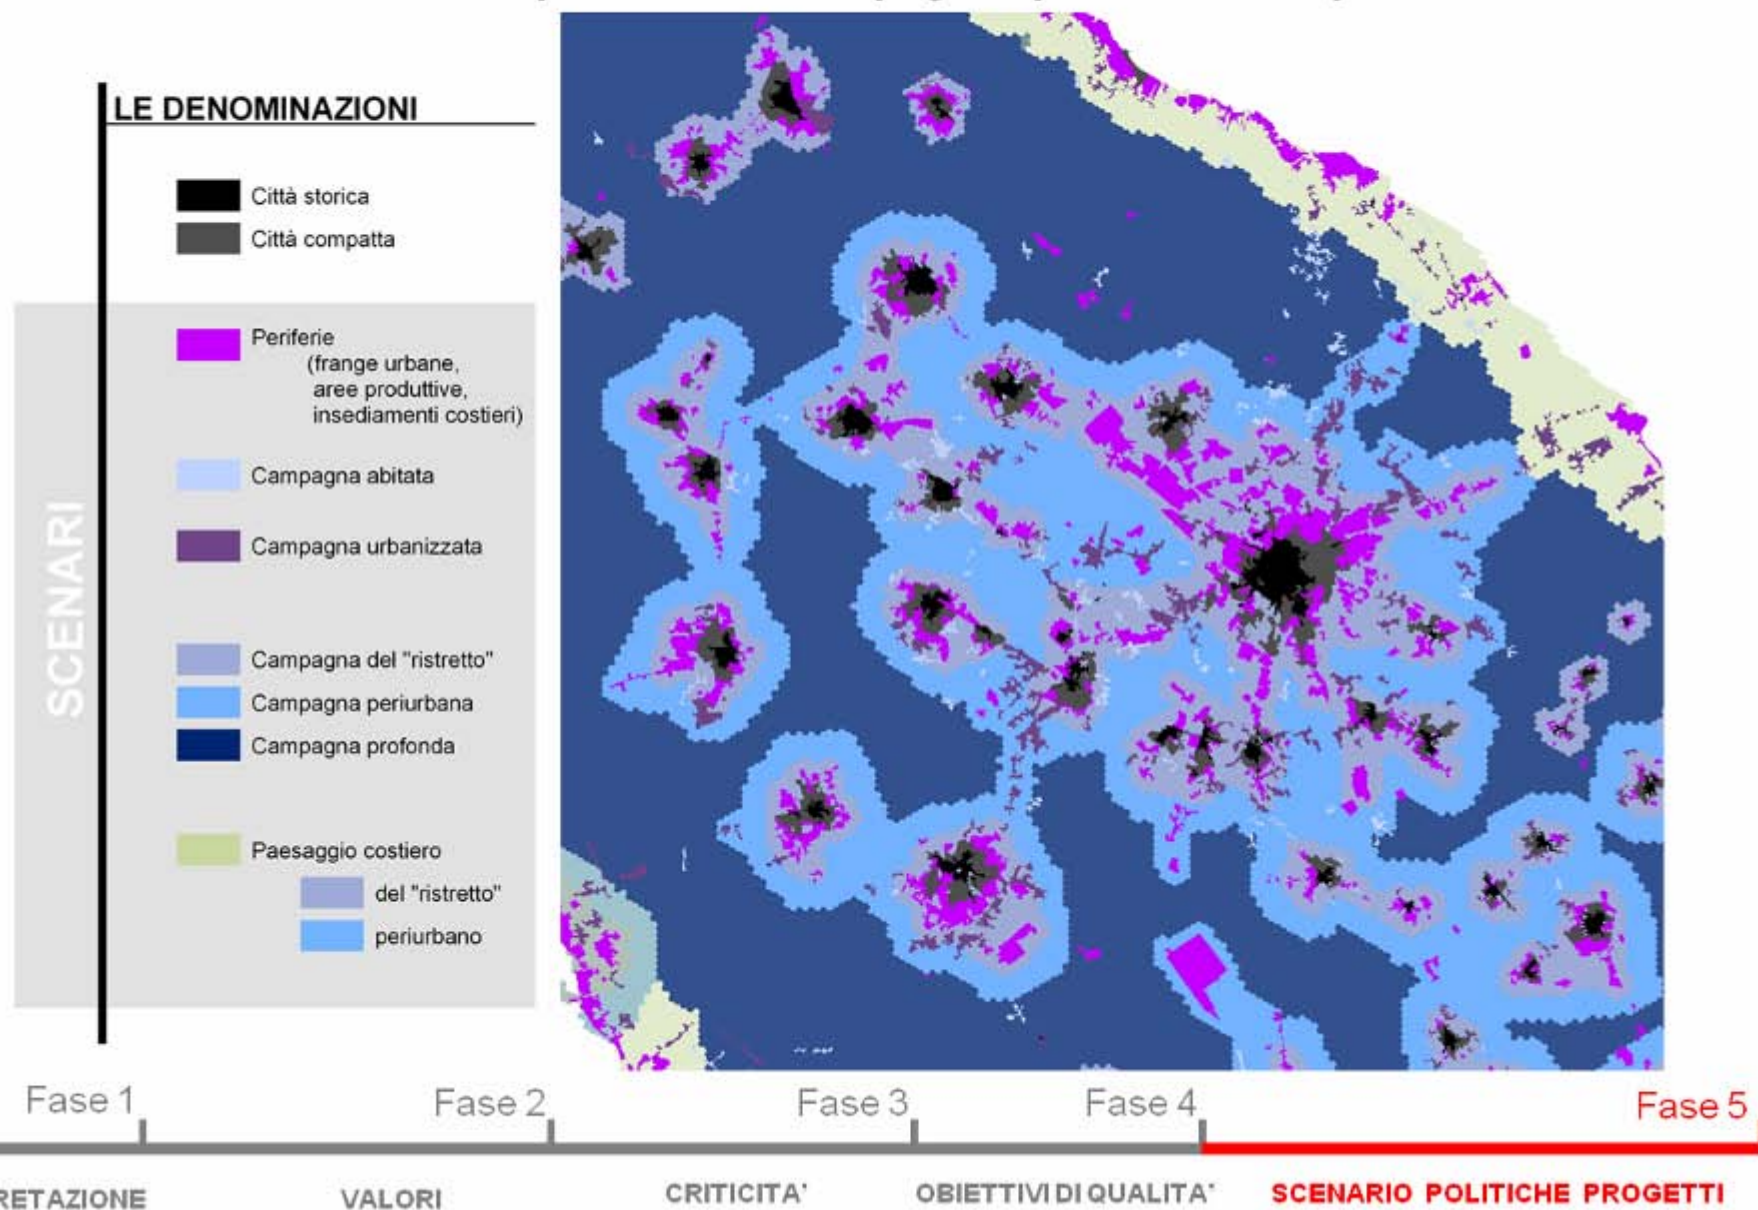 LE DENOMINAZIONI
Città storica
Città compatta
SCENARI
Periferie
(frange urbane,
aree produttive,
insediamenti costieri)
Campagna abitata
Campagna urbanizzata
Campagna del "ristretto"
Campagna periurbana
Campagna profonda
Paesaggio costiero
del "ristretto"
periurbano
Fase 1
Fase 2
Fase 3
Fase 4
Fase 5
RETAZIONE
VALORI
CRITICITA'
OBIETTIVI DI QUALITA'
SCENARIO POLITICHE PROGETTI